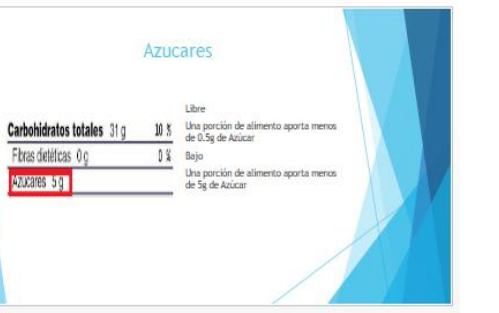 Azucares
Carbohidratos totales 31 g 10 %
Fibras dietéticas 0 g 0 %
Azucares 5 g
Libre
Una porción de alimento aporta menos
de 0.5g de Azúcar
Bajo
Una porción de alimento aporta menos
de 5g de Azúcar